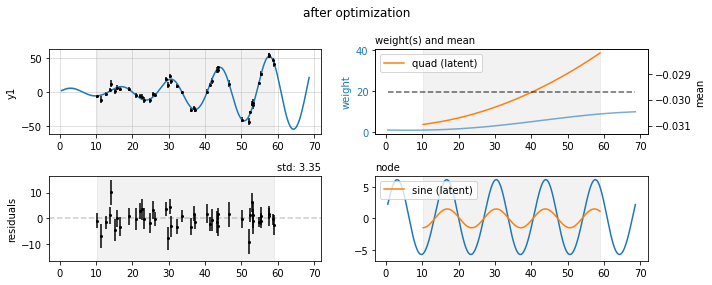 after optimization
weight(s) and mean
50
0
−50
y1
0 10 20 30 40 50 60 70
40
20
0
weight
quad (latent)
−0.029
−0.030
−0.031
mean
0 10 20 30 40 50 60 70
std: 3.35
10
0
−10
residuals
0 10 20 30 40 50 60 70
node
5
0
−5
sine (latent)
0 10 20 30 40 50 60 70